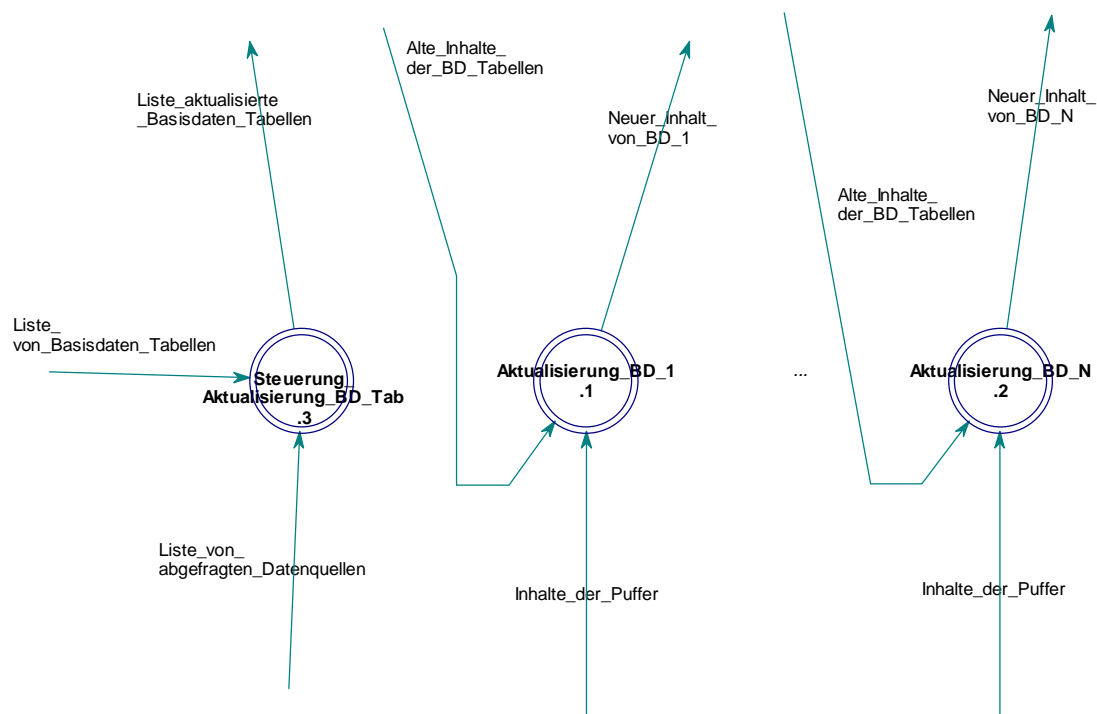 Alte_Inhalte_
der_BD_Tabellen
Liste_aktualisierte
_Basisdaten_Tabellen
Neuer_Inhalt_
von_BD_1
Neuer_Inhalt_
von_BD_N
Alte_Inhalte_
der_BD_Tabellen
Liste_
von_Basisdaten_Tabellen
Steuerung_
Aktualisierung_BD_Tab
.3
Aktualisierung_BD_1
.1
...
Aktualisierung_BD_N
.2
Liste_von_
abgefragten_Datenquellen
Inhalte_der_Puffer
Inhalte_der_Puffer